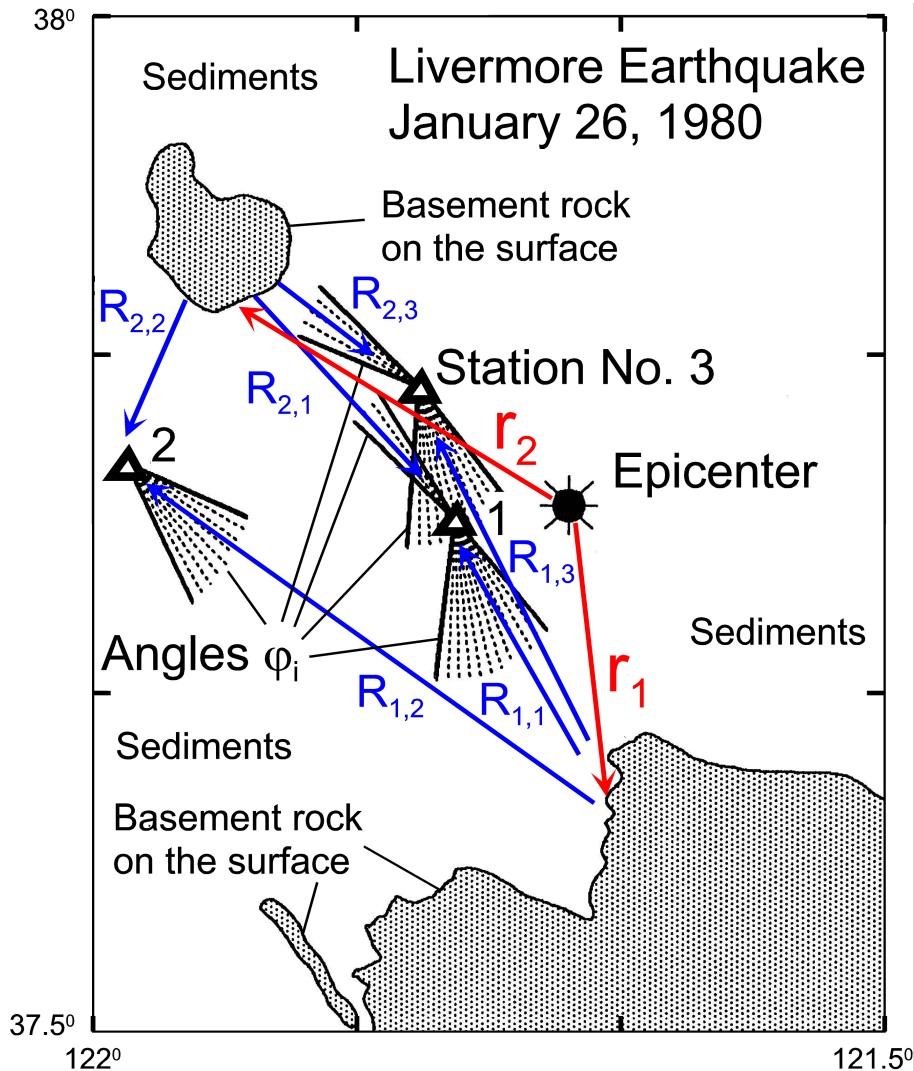 38⁰
Sediments
Livermore Earthquake
January 26, 1980
Basement rock
on the surface
R₂,₂
R₂,₃
R₂,₁
Station No. 3
r₂
2
Epicenter
1
R₁,₃
Sediments
Angles φᵢ
r₁
R₁,₂
R₁,₁
Sediments
Basement rock
on the surface
37.5⁰
122⁰
121.5⁰